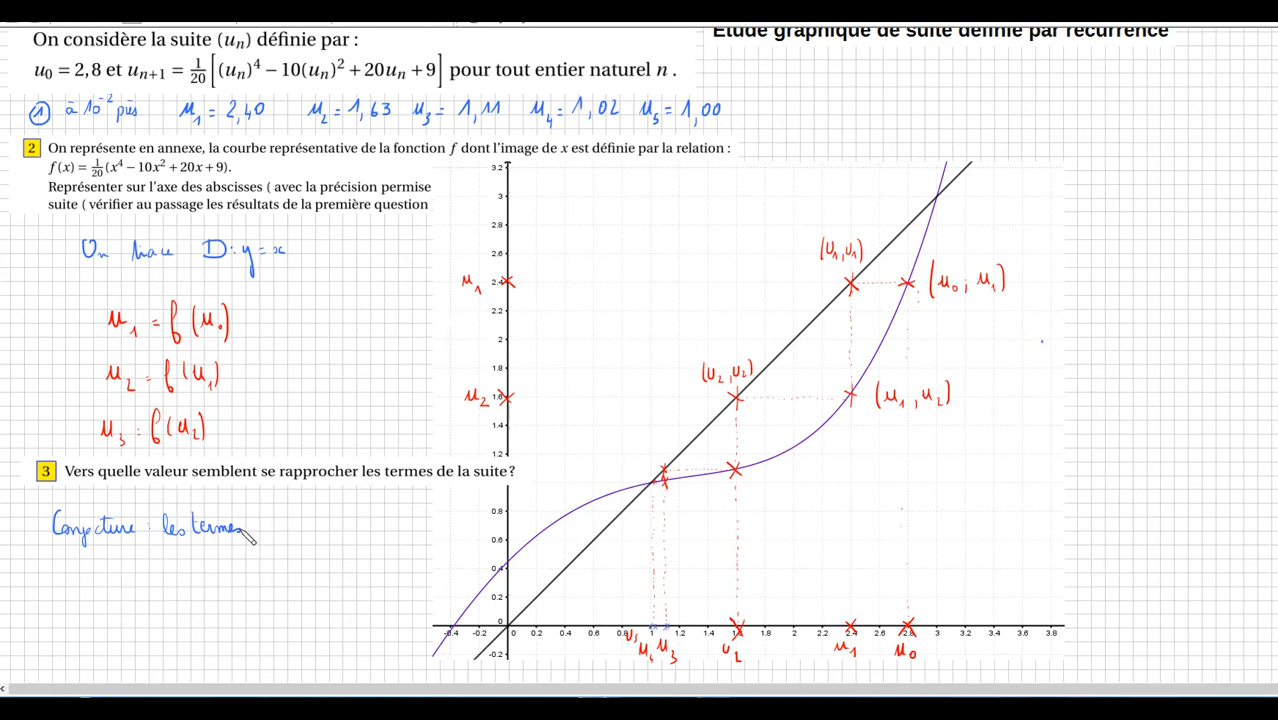 Etude graphique de suite définie par récurrence
On considère la suite (uₙ) définie par :
u₀ = 2,8 et uₙ₊₁ = 1/20 [(uₙ)⁴ − 10(uₙ)² + 20uₙ + 9] pour tout entier naturel n .
① à 10⁻² près u₁ = 2,40 u₂ = 1,63 u₃ = 1,11 u₄ = 1,02 u₅ = 1,00
2 On représente en annexe, la courbe représentative de la fonction f dont l'image de x est définie par la relation :
f(x) = 1/20 (x⁴ − 10x² + 20x + 9).
Représenter sur l'axe des abscisses ( avec la précision permise
suite ( vérifier au passage les résultats de la première question
On trace D : y = x
u₁ = f(u₀)
u₂ = f(u₁)
u₃ = f(u₂)
3 Vers quelle valeur semblent se rapprocher les termes de la suite ?
Conjecture : les termes
3.2
3
2.8
2.6
2.4
2.2
2
1.8
1.6
1.4
1.2
0.8
0.6
0.4
0
-0.2
u₁
u₂
(u₁, u₁)
(u₀ ; u₁)
(u₂, u₂)
(u₁, u₂)
-0.4 -0.2 0 0.2 0.4 0.6 0.8 1 1.2 1.4 1.6 1.8 2 2.2 2.4 2.6 2.8 3 3.2 3.4 3.6 3.8
u₅ u₄ u₃ u₂ u₁ u₀